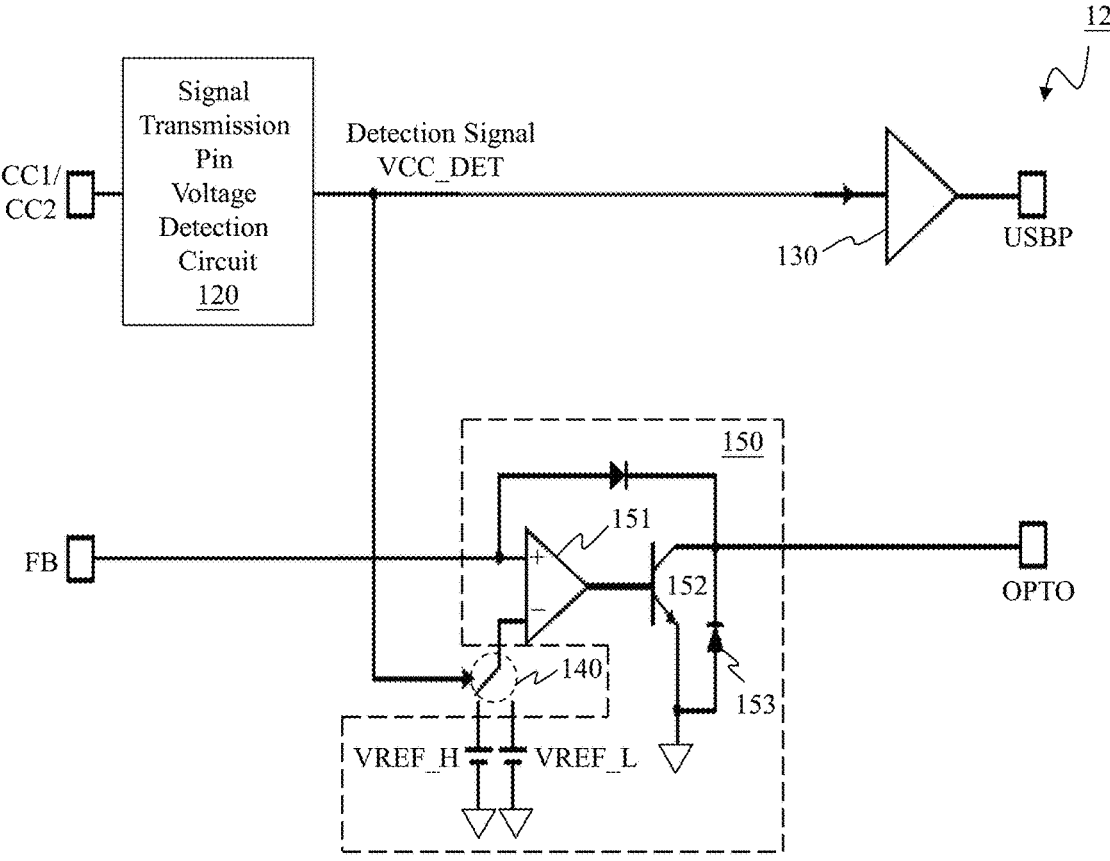 12
Signal
Transmission
Pin
Voltage
Detection
Circuit
120
CC1/
CC2
Detection Signal
VCC_DET
130
USBP
150
151
FB
+
−
152
OPTO
140
153
VREF_H
VREF_L